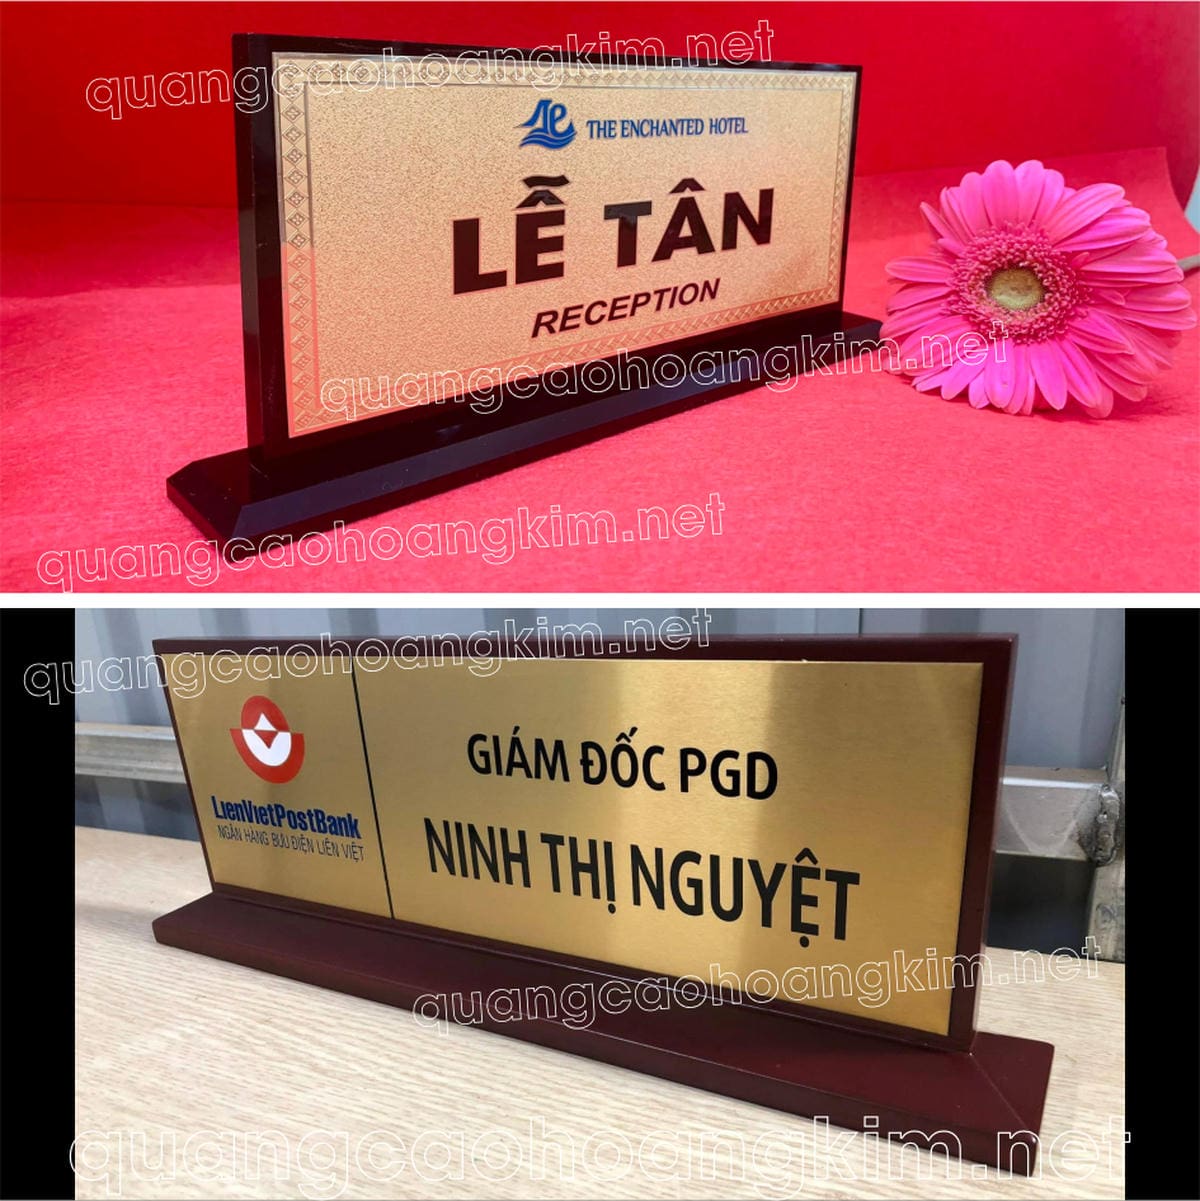 quangcaohoangkim.net
THE ENCHANTED HOTEL
LỄ TÂN
RECEPTION
quangcaohoangkim.net
quangcaohoangkim.net
quangcaohoangkim.net
LienVietPostBank
NGÂN HÀNG BƯU ĐIỆN LIÊN VIỆT
GIÁM ĐỐC PGD
NINH THỊ NGUYỆT
quangcaohoangkim.net
quangcaohoangkim.net